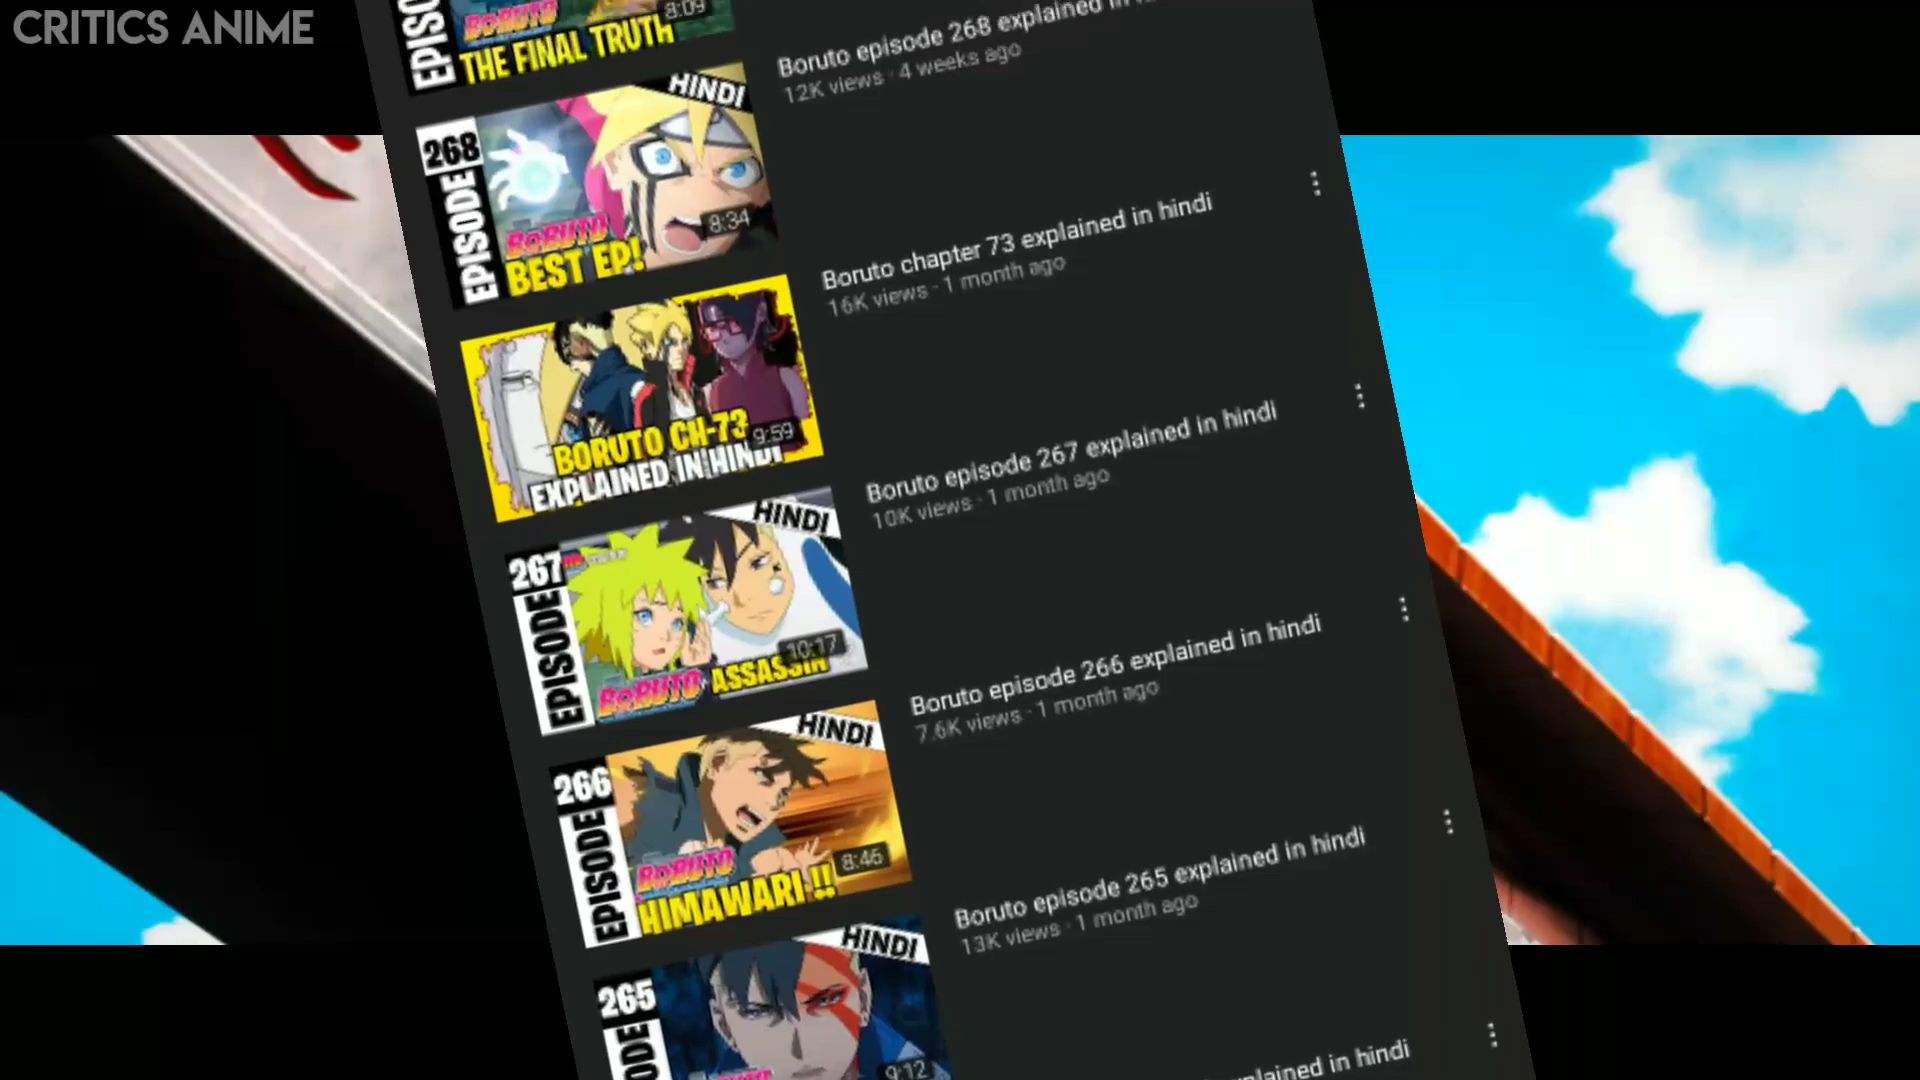 CRITICS ANIME
BORUTO
8:09
THE FINAL TRUTH
Boruto episode 268 explained in
12K views · 4 weeks ago
HINDI
268
EPISODE
8:34
BORUTO
BEST EP!
Boruto chapter 73 explained in hindi
16K views · 1 month ago
BORUTO CH-73
9:59
EXPLAINED IN HINDI
Boruto episode 267 explained in hindi
10K views · 1 month ago
HINDI
267
EPISODE
10:17
BORUTO ASSASSIN
Boruto episode 266 explained in hindi
7.6K views · 1 month ago
HINDI
266
EPISODE
8:46
BORUTO
HIMAWARI !!
Boruto episode 265 explained in hindi
13K views · 1 month ago
HINDI
265
9:12
explained in hindi